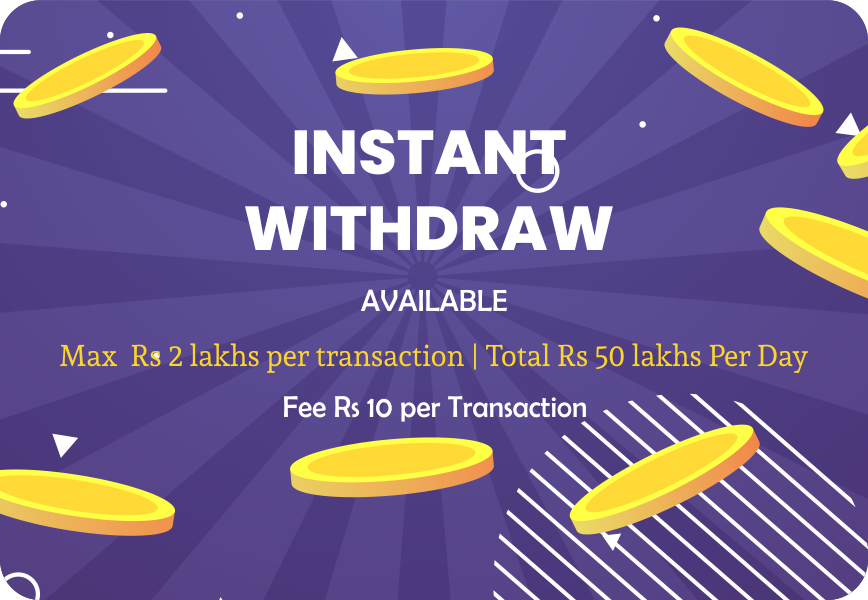 INSTANT
WITHDRAW
AVAILABLE
Max Rs 2 lakhs per transaction | Total Rs 50 lakhs Per Day
Fee Rs 10 per Transaction